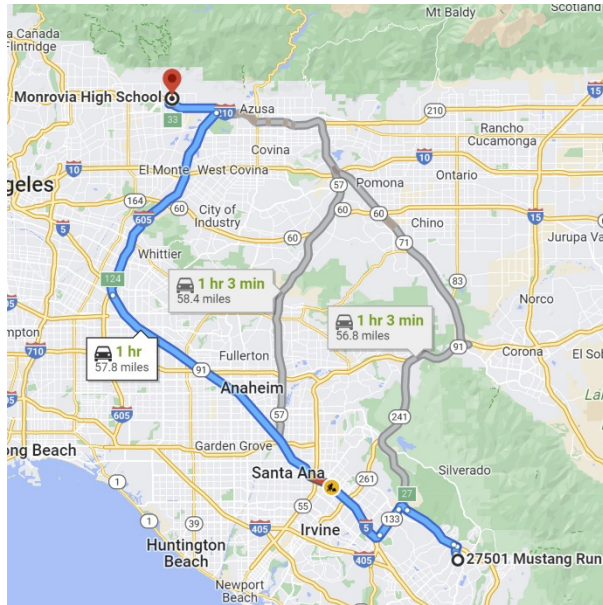 Mt Baldy
Scotland
a Canada
Flintridge
Monrovia High School
33
210
Azusa
210
Rancho
Cucamonga
Covina
10
El Monte
West Covina
10
geles
57
Pomona
Ontario
15
164
60
City of
Industry
60
60
Chino
5
605
60
71
15
Jurupa Va
Whittier
83
124
1 hr 3 min
58.4 miles
Norco
1 hr 3 min
56.8 miles
mpton
710
1 hr
57.8 miles
Fullerton
91
Corona
91
El So
Anaheim
605
57
241
La
ong Beach
Garden Grove
Silverado
1
Santa Ana
261
27
39
55
133
1
Irvine
5
405
Huntington
Beach
405
27501 Mustang Run
Newport
Beach